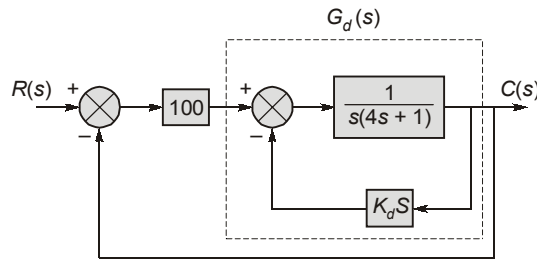 G_d(s)
R(s) + − 100 + − 1/s(4s + 1) C(s)
K_dS